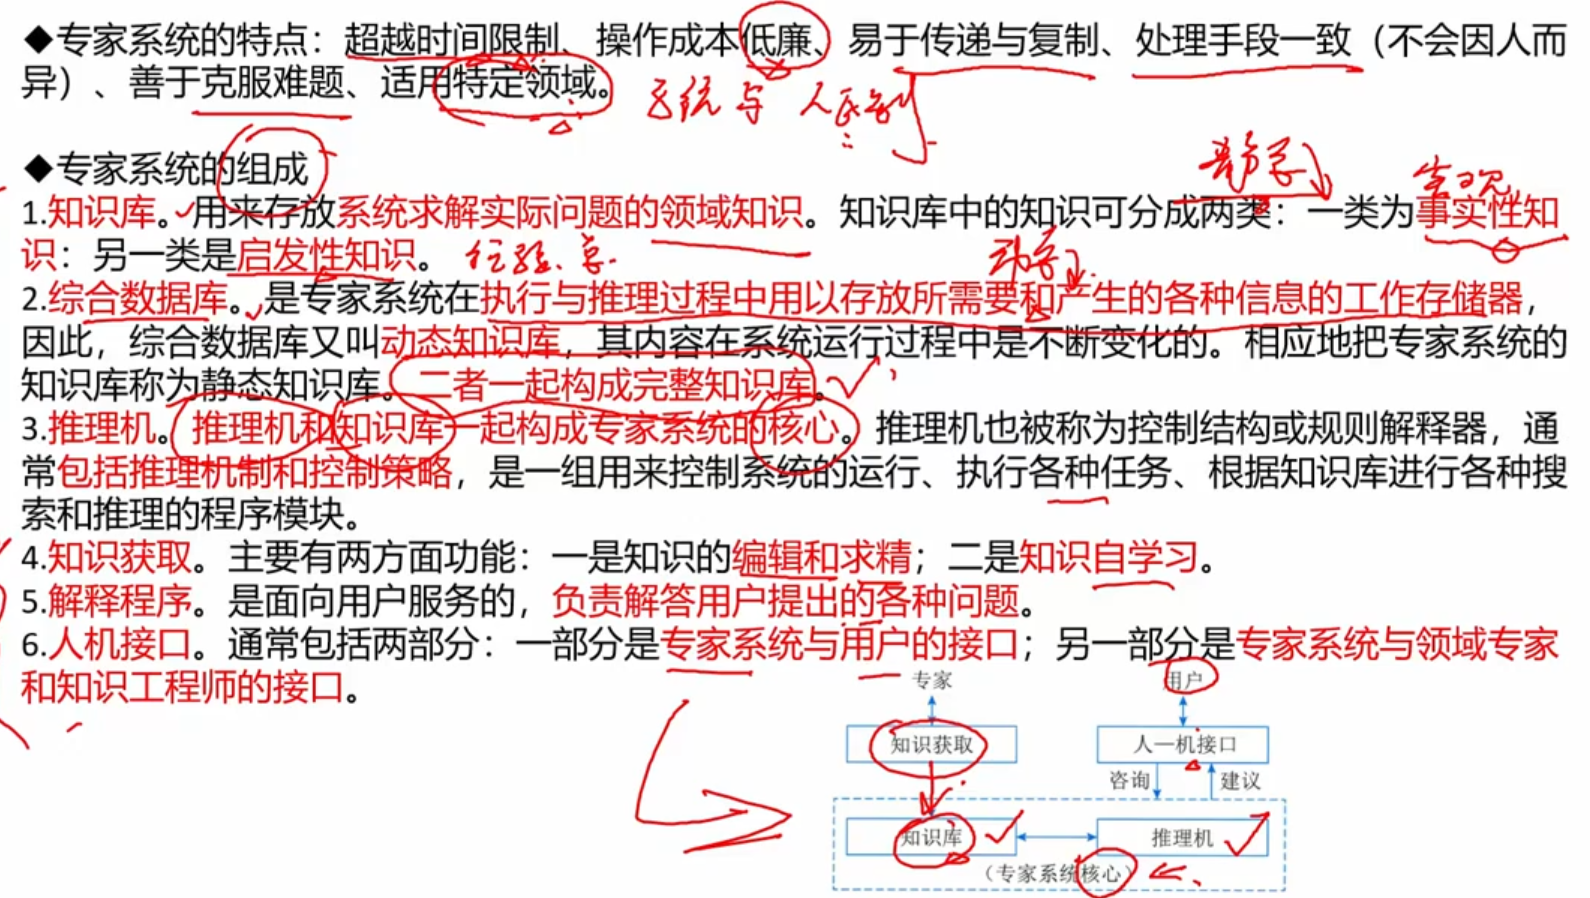 ◆专家系统的特点：超越时间限制、操作成本低廉、易于传递与复制、处理手段一致（不会因人而
异）、善于克服难题、适用特定领域。
系统与人区别
◆专家系统的组成
静态
客观
1.知识库。用来存放系统求解实际问题的领域知识。知识库中的知识可分成两类：一类为事实性知
识：另一类是启发性知识。
经验
动态
2.综合数据库。是专家系统在执行与推理过程中用以存放所需要和产生的各种信息的工作存储器，
因此，综合数据库又叫动态知识库，其内容在系统运行过程中是不断变化的。相应地把专家系统的
知识库称为静态知识库。二者一起构成完整知识库。
3.推理机。推理机和知识库一起构成专家系统的核心。推理机也被称为控制结构或规则解释器，通
常包括推理机制和控制策略，是一组用来控制系统的运行、执行各种任务、根据知识库进行各种搜
索和推理的程序模块。
4.知识获取。主要有两方面功能：一是知识的编辑和求精；二是知识自学习。
5.解释程序。是面向用户服务的，负责解答用户提出的各种问题。
6.人机接口。通常包括两部分：一部分是专家系统与用户的接口；另一部分是专家系统与领域专家
和知识工程师的接口。
专家 用户
知识获取 人—机接口
咨询 建议
知识库 推理机
（专家系统核心）